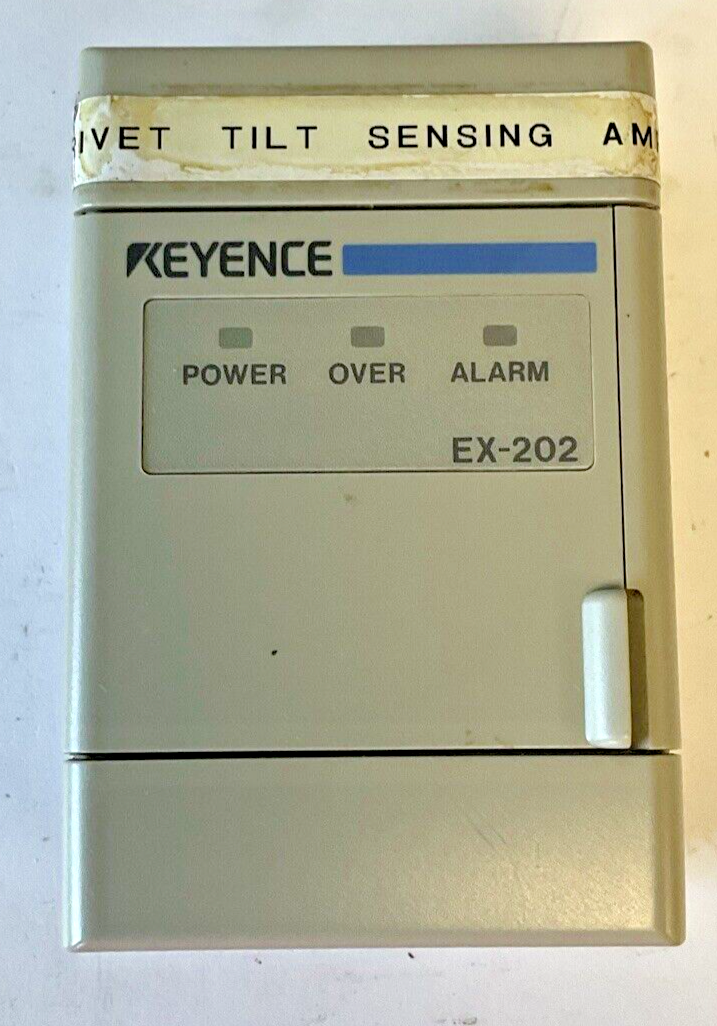 IVET TILT SENSING AM
KEYENCE
POWER OVER ALARM
EX-202